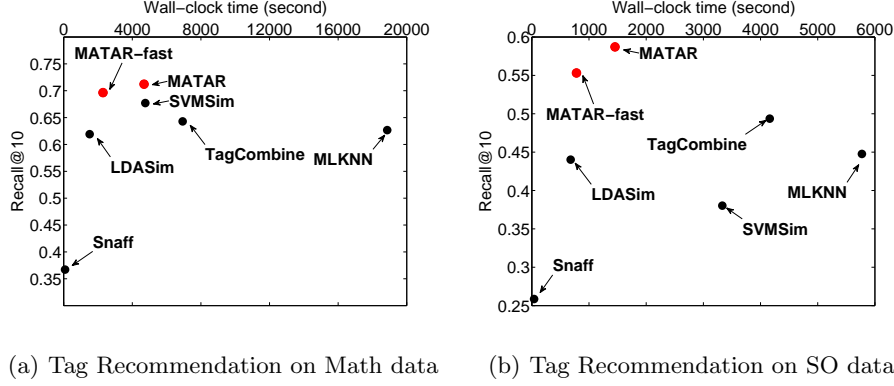 Wall−clock time (second)
0 4000 8000 12000 16000 20000
0.75
0.7
0.65
0.6
0.55
0.5
0.45
0.4
0.35
Recall@10
MATAR−fast
MATAR
SVMSim
TagCombine
LDASim
MLKNN
Snaff
(a) Tag Recommendation on Math data
Wall−clock time (second)
0 1000 2000 3000 4000 5000 6000
0.6
0.55
0.5
0.45
0.4
0.35
0.3
0.25
Recall@10
MATAR
MATAR−fast
TagCombine
LDASim
MLKNN
SVMSim
Snaff
(b) Tag Recommendation on SO data